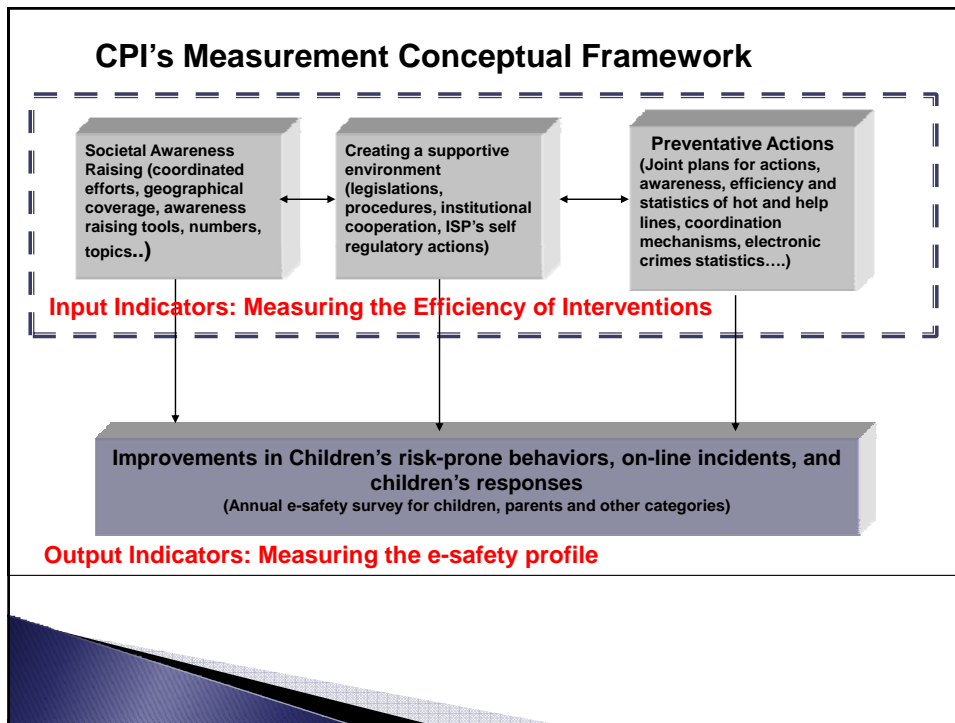 CPI's Measurement Conceptual Framework
Societal Awareness
Raising (coordinated
efforts, geographical
coverage, awareness
raising tools, numbers,
topics..)
Creating a supportive
environment
(legislations,
procedures, institutional
cooperation, ISP's self
regulatory actions)
Preventative Actions
(Joint plans for actions,
awareness, efficiency and
statistics of hot and help
lines, coordination
mechanisms, electronic
crimes statistics….)
Input Indicators: Measuring the Efficiency of Interventions
Improvements in Children's risk-prone behaviors, on-line incidents, and
children's responses
(Annual e-safety survey for children, parents and other categories)
Output Indicators: Measuring the e-safety profile